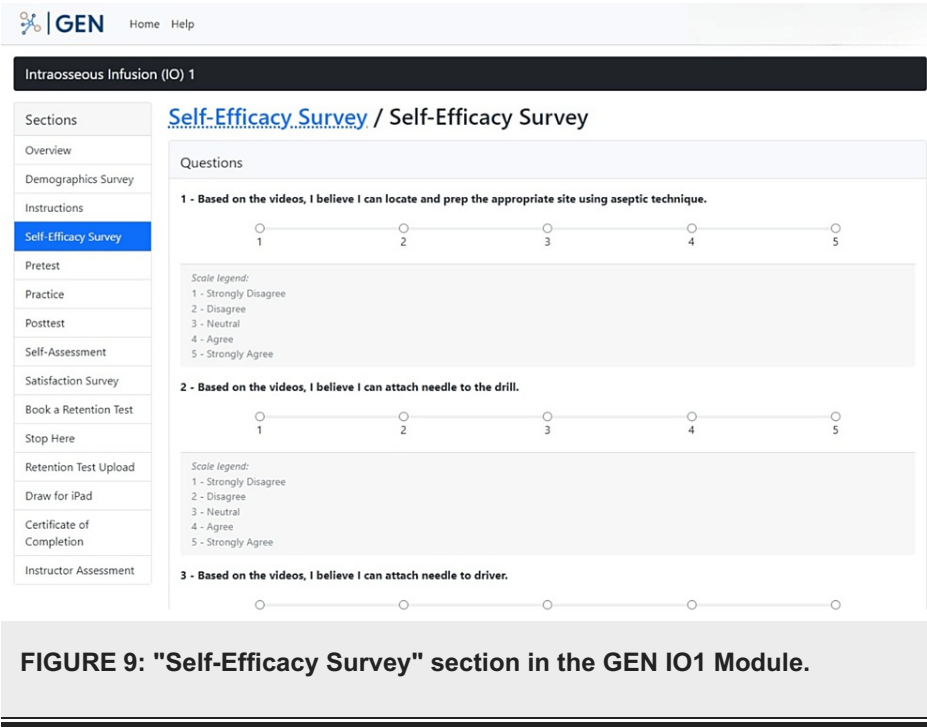 GEN Home Help
Intraosseous Infusion (IO) 1
Sections
Overview
Demographics Survey
Instructions
Self-Efficacy Survey
Pretest
Practice
Posttest
Self-Assessment
Satisfaction Survey
Book a Retention Test
Stop Here
Retention Test Upload
Draw for iPad
Certificate of
Completion
Instructor Assessment
Self-Efficacy Survey / Self-Efficacy Survey
Questions
1 - Based on the videos, I believe I can locate and prep the appropriate site using aseptic technique.
1 2 3 4 5
Scale legend:
1 - Strongly Disagree
2 - Disagree
3 - Neutral
4 - Agree
5 - Strongly Agree
2 - Based on the videos, I believe I can attach needle to the drill.
1 2 3 4 5
Scale legend:
1 - Strongly Disagree
2 - Disagree
3 - Neutral
4 - Agree
5 - Strongly Agree
3 - Based on the videos, I believe I can attach needle to driver.
FIGURE 9: "Self-Efficacy Survey" section in the GEN IO1 Module.